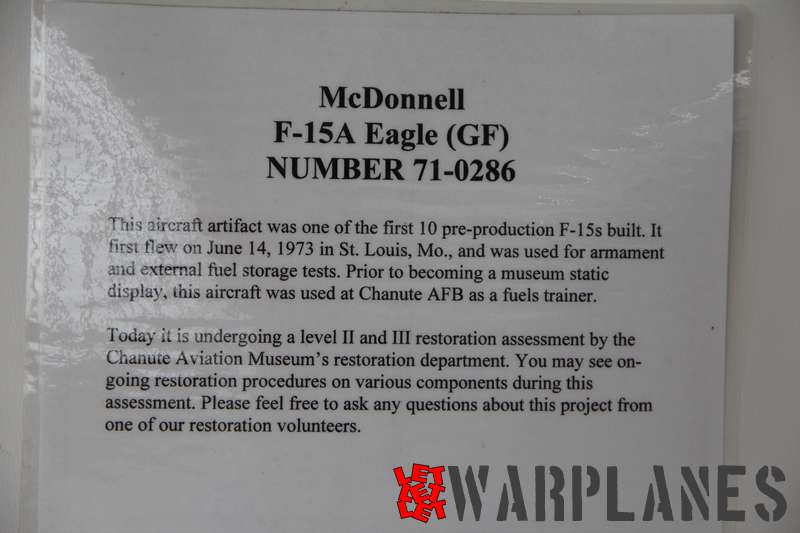 McDonnell
F-15A Eagle (GF)
NUMBER 71-0286
This aircraft artifact was one of the first 10 pre-production F-15s built. It
first flew on June 14, 1973 in St. Louis, Mo., and was used for armament
and external fuel storage tests. Prior to becoming a museum static
display, this aircraft was used at Chanute AFB as a fuels trainer.
Today it is undergoing a level II and III restoration assessment by the
Chanute Aviation Museum's restoration department. You may see on-
going restoration procedures on various components during this
assessment. Please feel free to ask any questions about this project from
one of our restoration volunteers.
LET LET LET WARPLANES